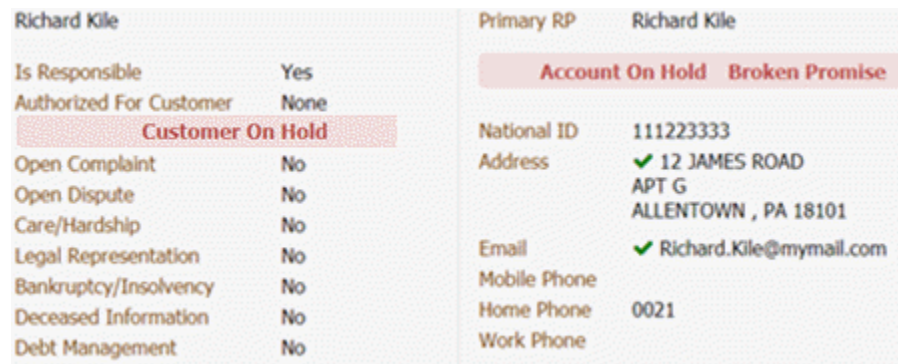 Richard Kile
Is Responsible Yes
Authorized For Customer None
Customer On Hold
Open Complaint No
Open Dispute No
Care/Hardship No
Legal Representation No
Bankruptcy/Insolvency No
Deceased Information No
Debt Management No
Primary RP Richard Kile
Account On Hold Broken Promise
National ID 111223333
Address ✔ 12 JAMES ROAD
APT G
ALLENTOWN , PA 18101
Email ✔ Richard.Kile@mymail.com
Mobile Phone
Home Phone 0021
Work Phone